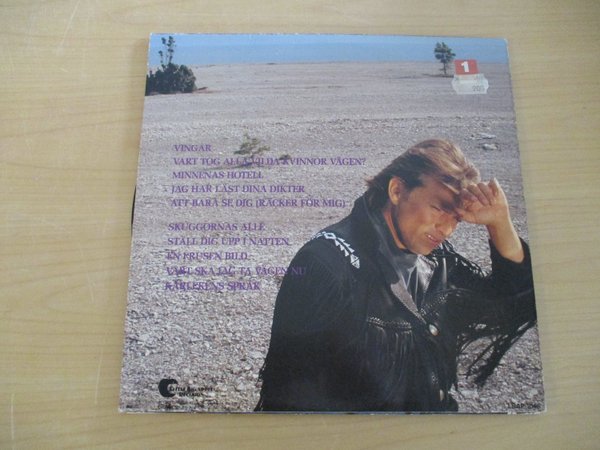 1
VINGAR
VART TOG ALLA VILDA KVINNOR VÄGEN?
MINNENAS HOTELL
JAG HAR LÄST DINA DIKTER
ATT BARA SE DIG (RÄCKER FÖR MIG)
SKUGGORNAS ALLÉ
STÄLL DIG UPP I NATTEN
EN FRUSEN BILD
VART SKA JAG TA VÄGEN NU
KÄRLEKENS SPRÅK
RECORDS